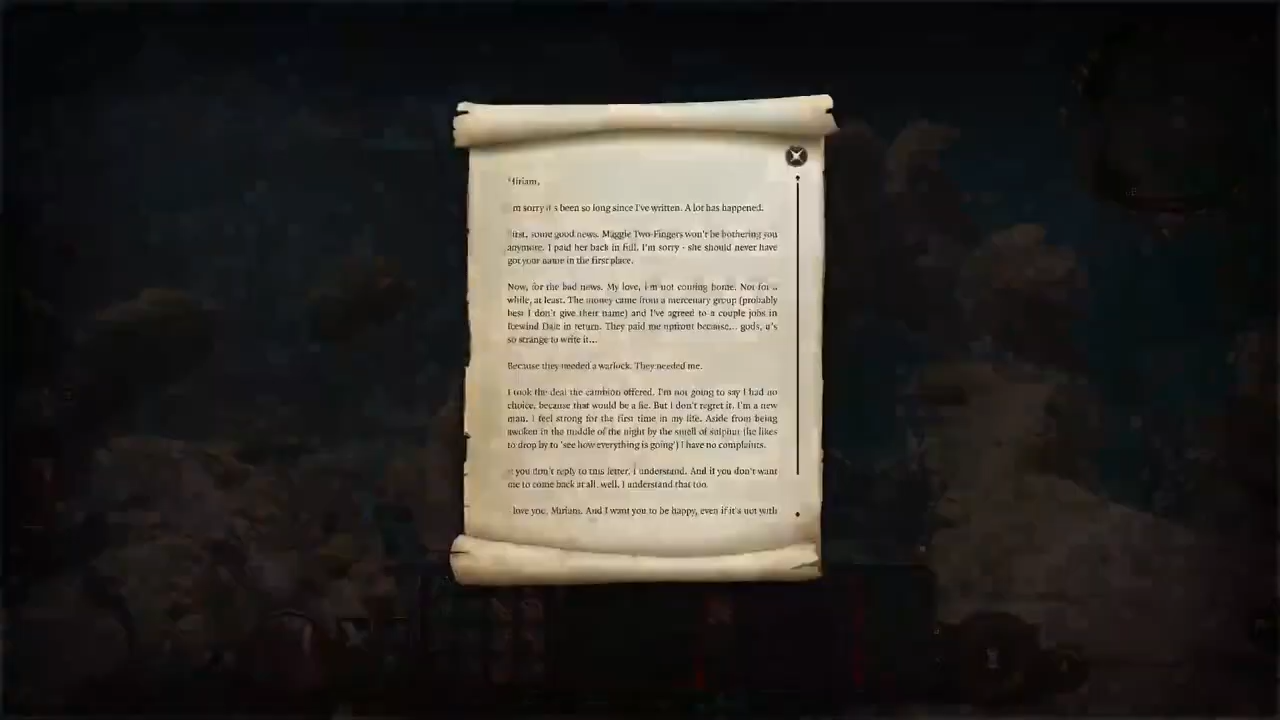 Miriam,
I'm sorry it's been so long since I've written. A lot has happened.
First, some good news. Maggie Two-Fingers won't be bothering you
anymore. I paid her back in full. I'm sorry - she should never have
got your name in the first place.
Now, for the bad news. My love, I'm not coming home. Not for a
while, at least. The money came from a mercenary group (probably
best I don't give their name) and I've agreed to a couple jobs in
Icewind Dale in return. They paid me upfront because... gods, it's
so strange to write it...
Because they needed a warlock. They needed me.
I took the deal the cambion offered. I'm not going to say I had no
choice, because that would be a lie. But I don't regret it. I'm a new
man. I feel strong for the first time in my life. Aside from being
awoken in the middle of the night by the smell of sulphur (he likes
to drop by to 'see how everything is going') I have no complaints.
If you don't reply to this letter, I understand. And if you don't want
me to come back at all, well, I understand that too.
I love you, Miriam. And I want you to be happy, even if it's not with